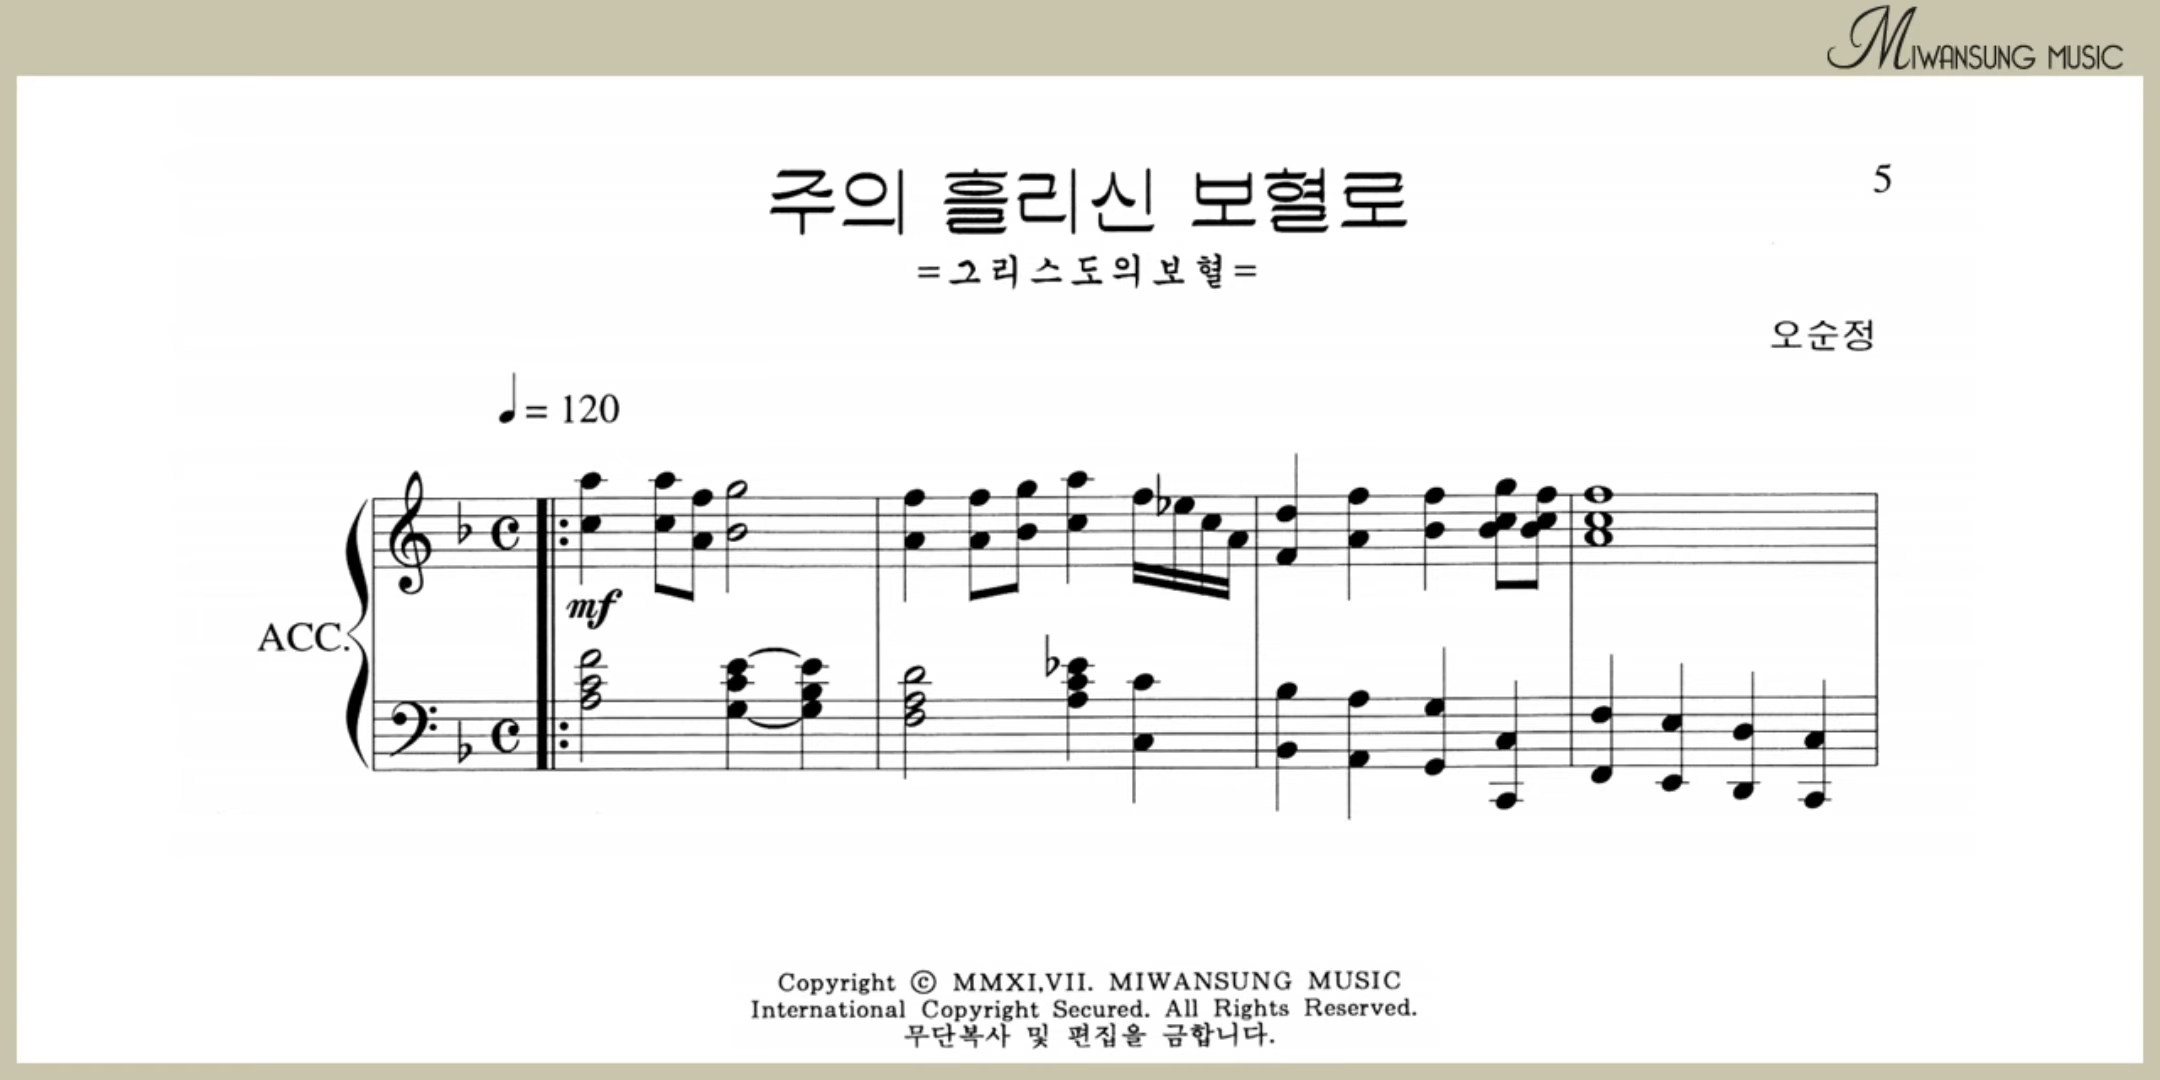 MIWANSUNG MUSIC
5
주의 흘리신 보혈로
=그리스도의보혈=
오순정
= 120
mf
ACC.
Copyright ⓒ MMXI,VII. MIWANSUNG MUSIC
International Copyright Secured. All Rights Reserved.
무단복사 및 편집을 금합니다.